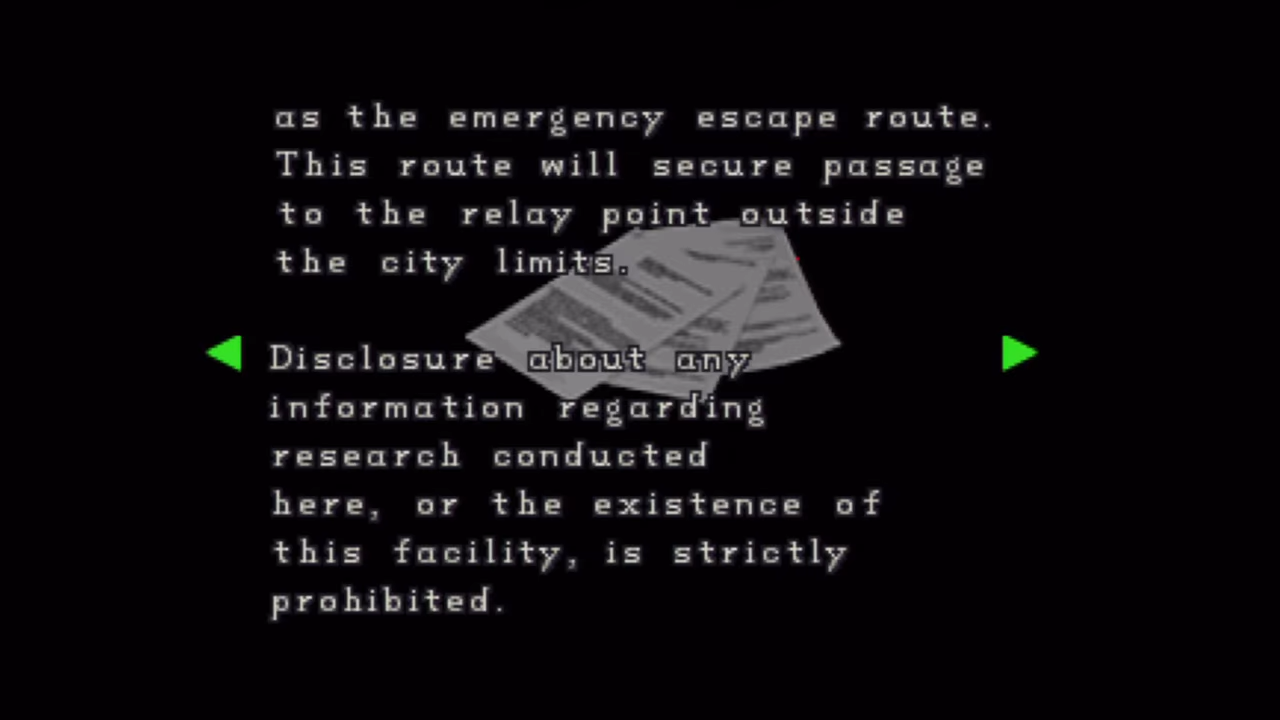 as the emergency escape route.
This route will secure passage
to the relay point outside
the city limits.
Disclosure about any
information regarding
research conducted
here, or the existence of
this facility, is strictly
prohibited.